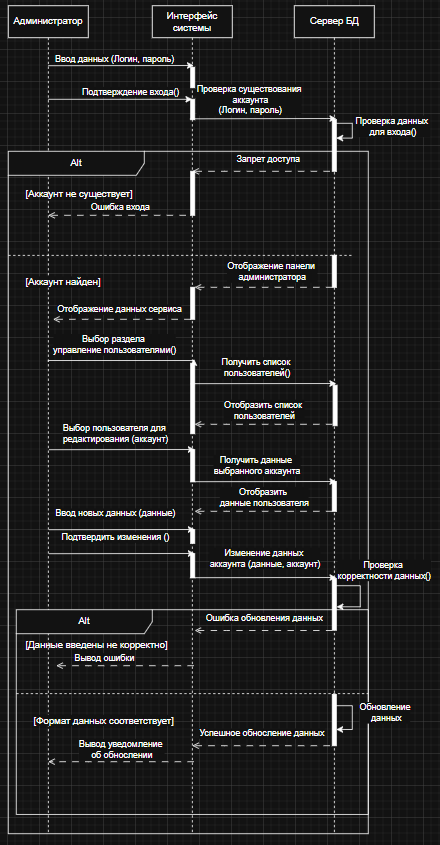 Администратор
Интерфейс
системы
Сервер БД
Ввод данных (Логин, пароль)
Подтверждение входа()
Проверка существования
аккаунта
(Логин, пароль)
Проверка данных
для входа()
Alt
Запрет доступа
[Аккаунт не существует]
Ошибка входа
Отображение панели
администратора
[Аккаунт найден]
Отображение данных сервиса
Выбор раздела
управление пользователями()
Получить список
пользователей()
Отобразить список
пользователей
Выбор пользователя для
редактирования (аккаунт)
Получить данные
выбранного аккаунта
Отобразить
данные пользователя
Ввод новых данных (данные)
Подтвердить изменения ()
Изменение данных
аккаунта (данные, аккаунт)
Проверка
корректности данных()
Alt
Ошибка обновления данных
[Данные введены не корректно]
Вывод ошибки
Обновление
данных
[Формат данных соответствует]
Успешное обносление данных
Вывод уведомление
об обнослении